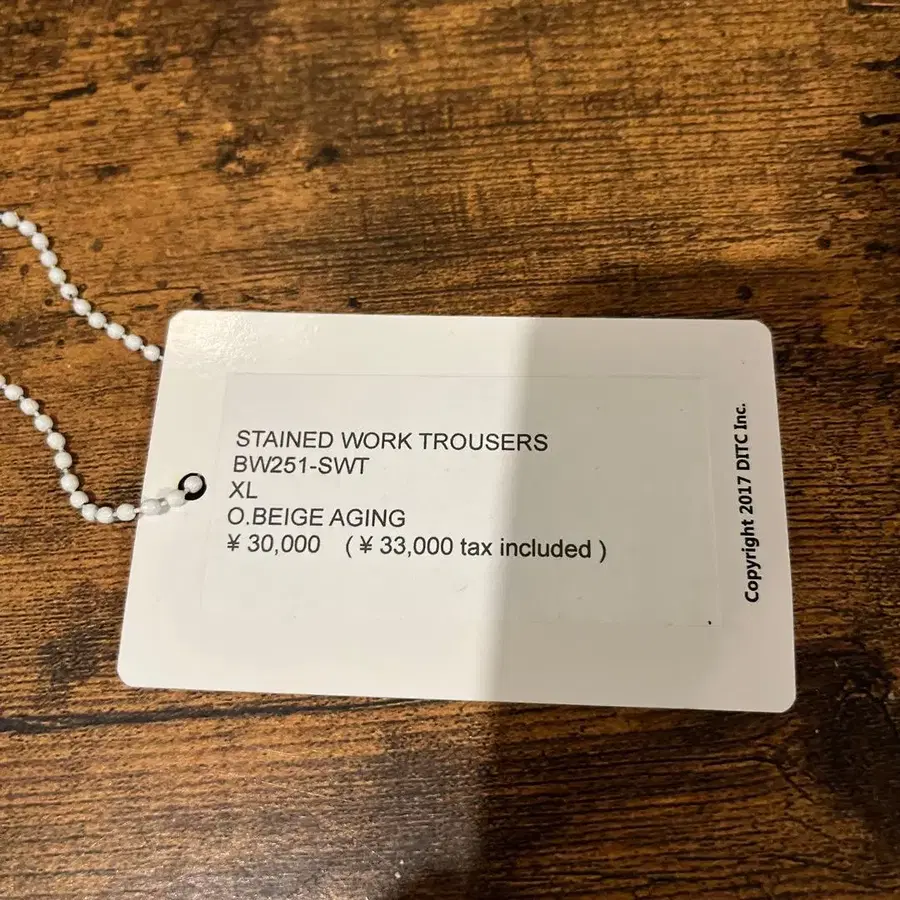 STAINED WORK TROUSERS
BW251-SWT
XL
O.BEIGE AGING
¥ 30,000 ( ¥ 33,000 tax included )
Copyright 2017 DITC Inc.